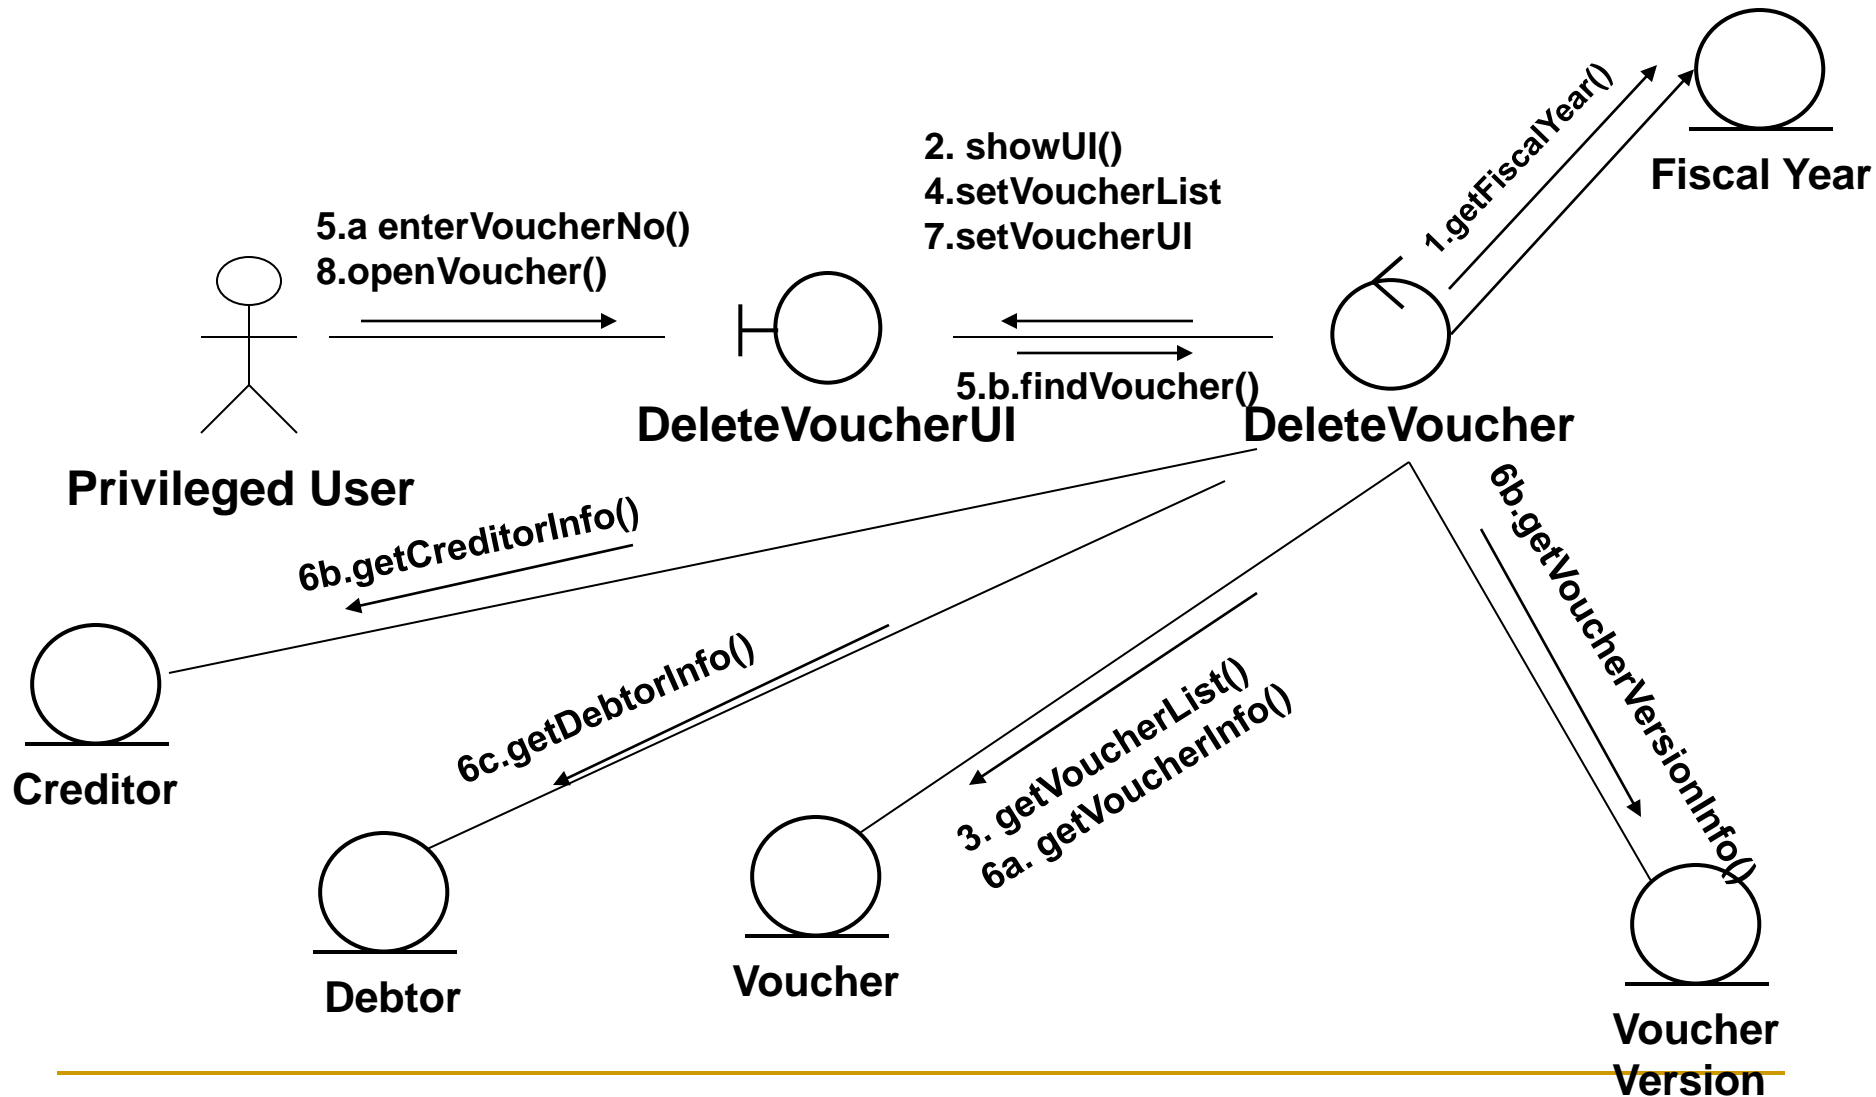 1.getFiscalYear()
Fiscal Year
2. showUI()
4.setVoucherList
7.setVoucherUI
5.a enterVoucherNo()
8.openVoucher()
5.b.findVoucher()
DeleteVoucherUI
DeleteVoucher
Privileged User
6b.getCreditorInfo()
6b.getVoucherVersionInfo()
6c.getDebtorInfo()
3. getVoucherList()
6a. getVoucherInfo()
Creditor
Debtor
Voucher
Voucher
Version